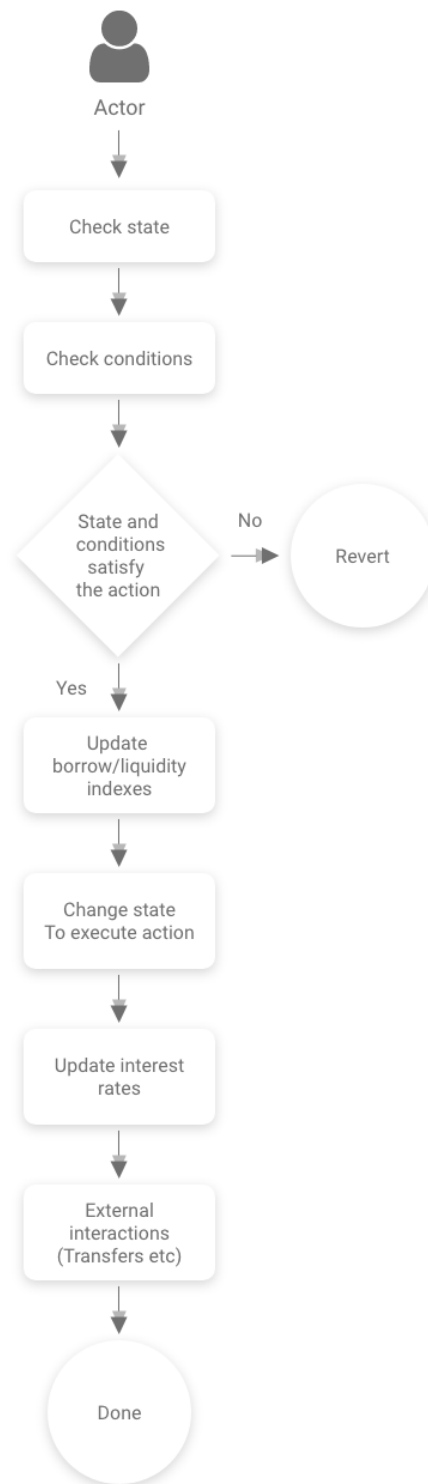 Actor
Check state
Check conditions
State and
conditions
satisfy
the action
No
Revert
Yes
Update
borrow/liquidity
indexes
Change state
To execute action
Update interest
rates
External
interactions
(Transfers etc)
Done